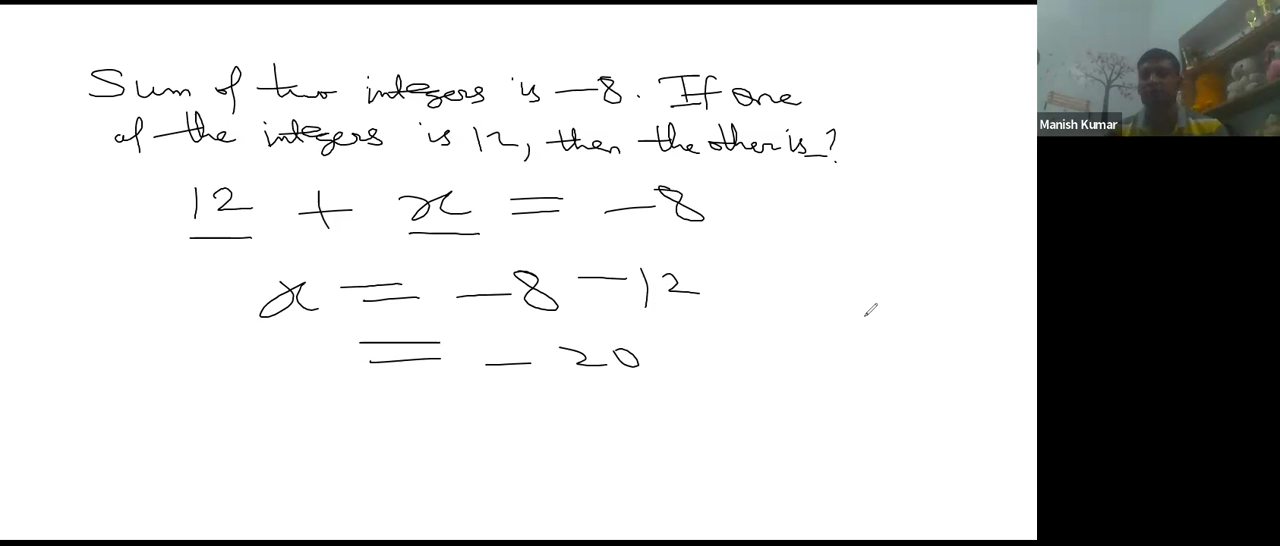 Sum of two integers is -8. If one
of the integers is 12, then the other is_?
12 + x = -8
x = -8 -12
= -20
Manish Kumar